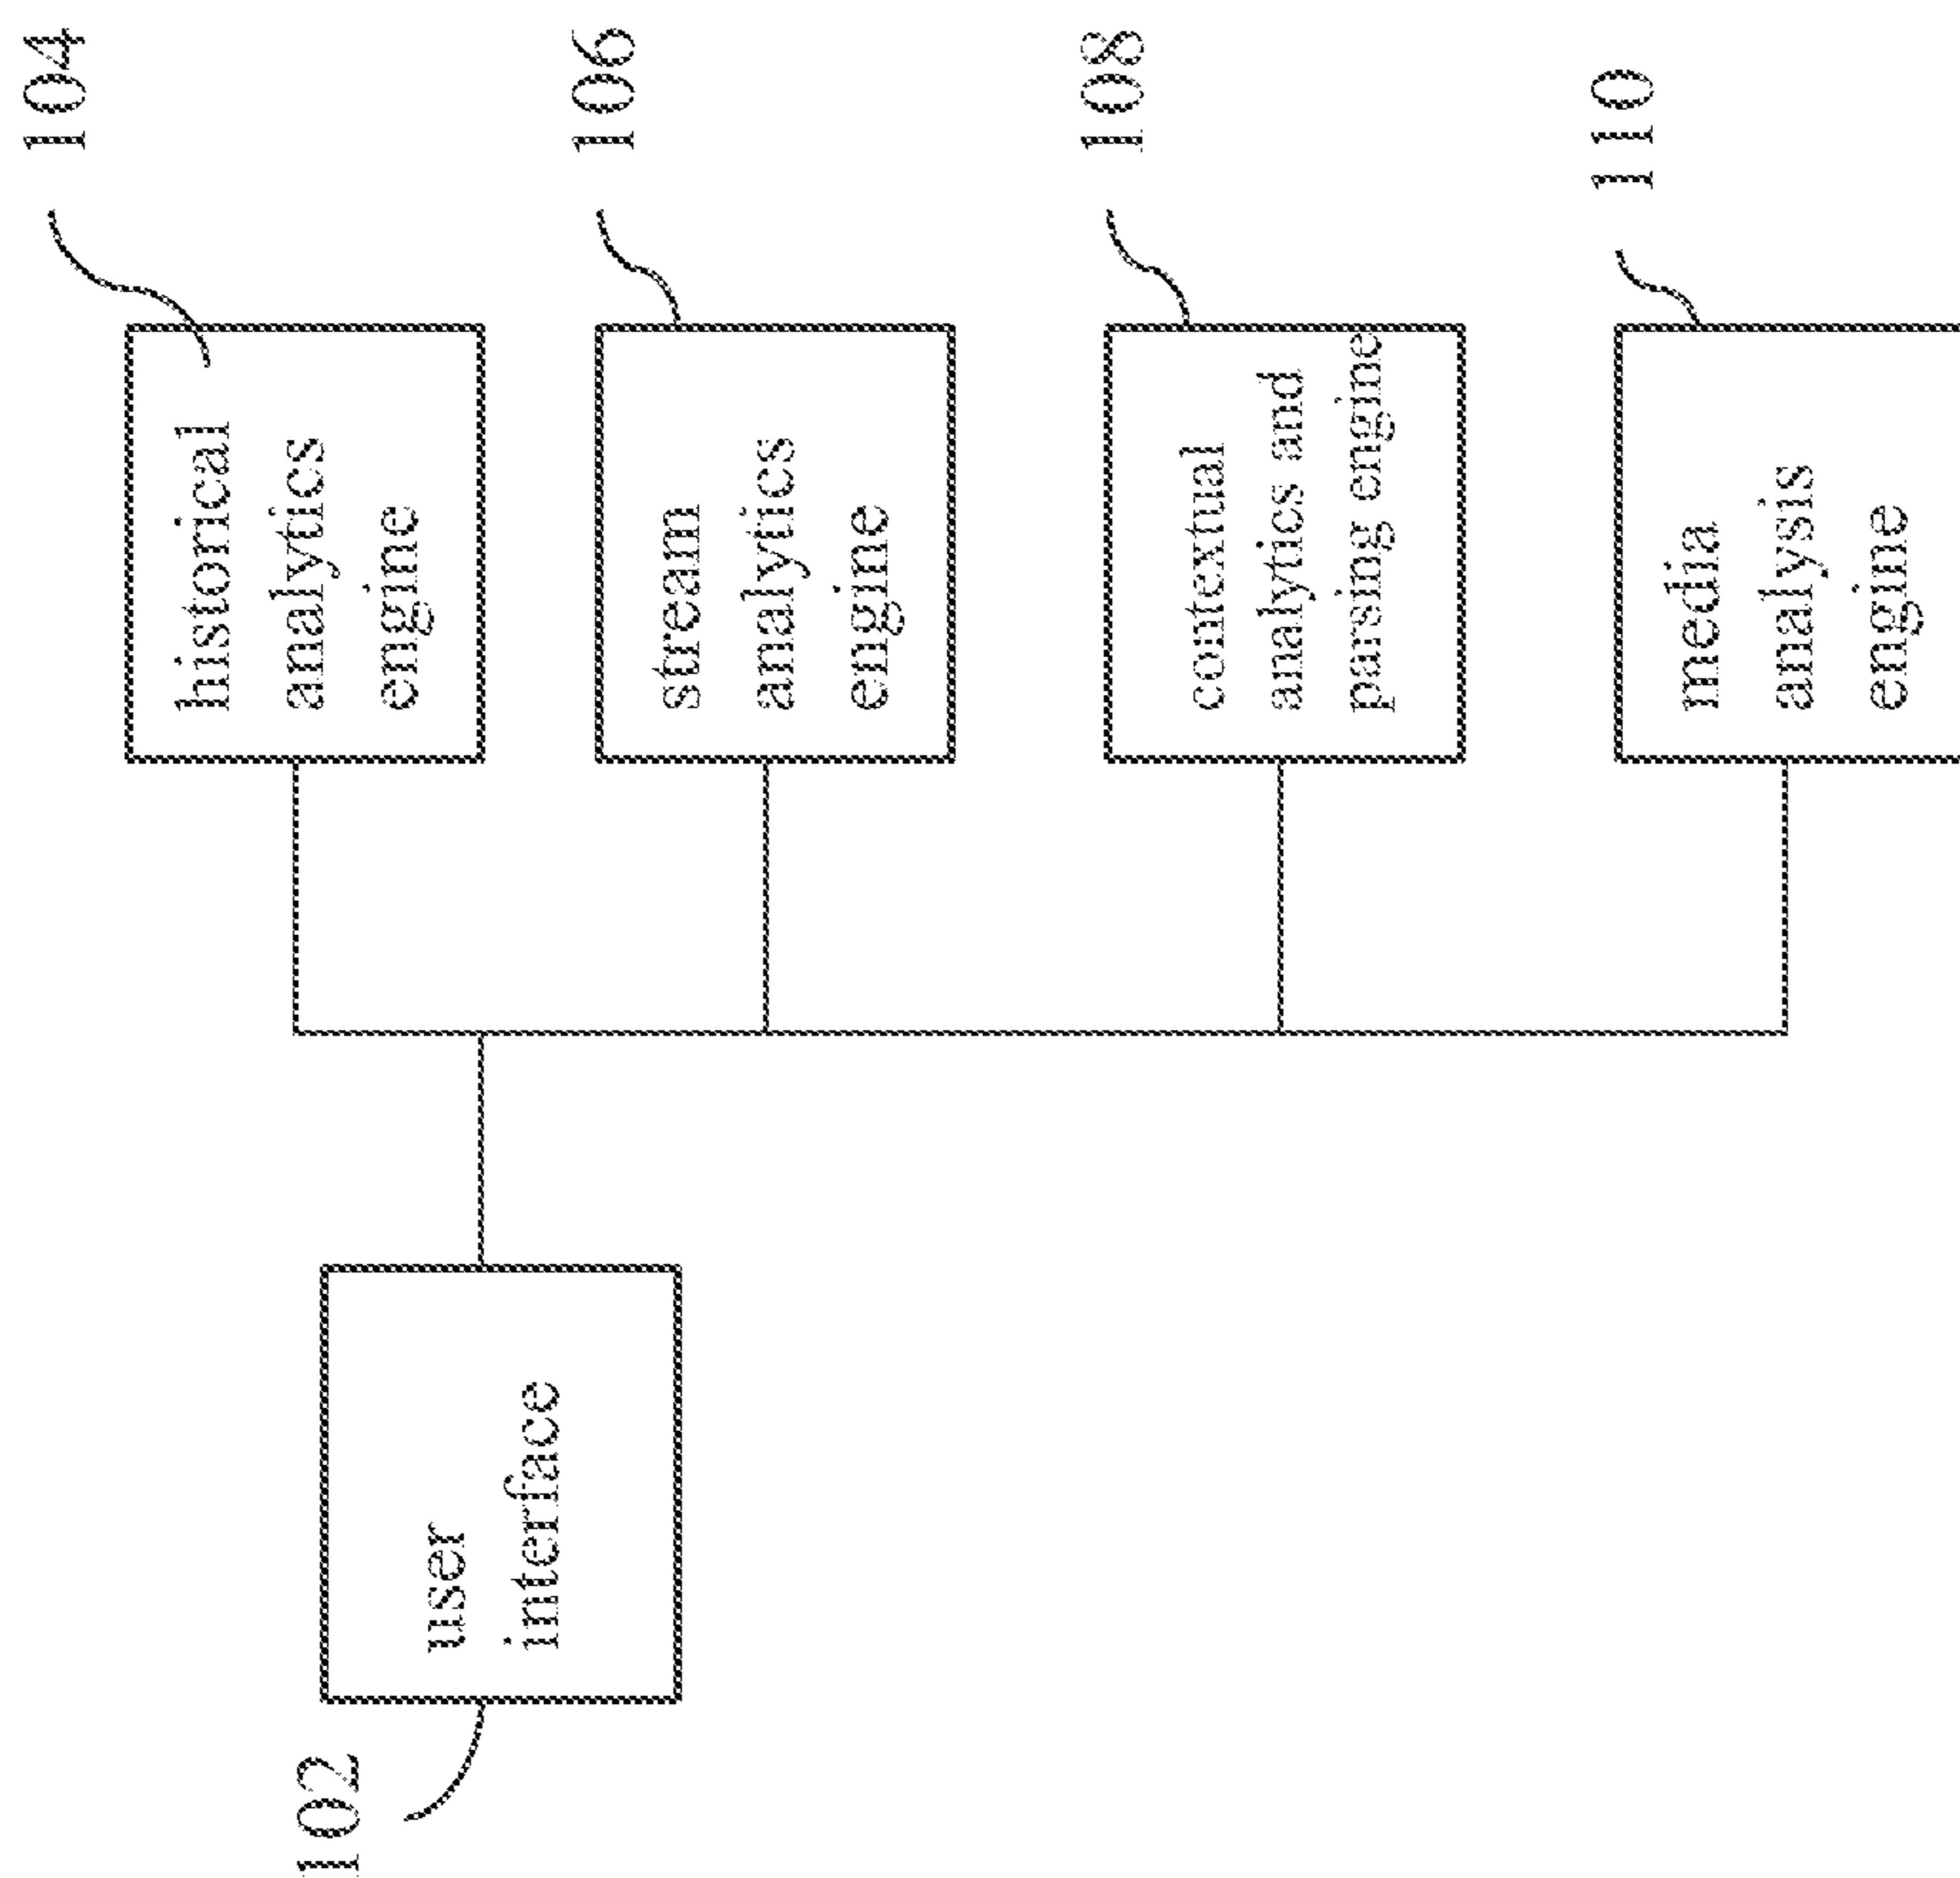 104
historical
analytics
engine
106
stream
analytics
engine
108
contextual
analytics and
parsing engine
110
media
analysis
engine
user
interface
102